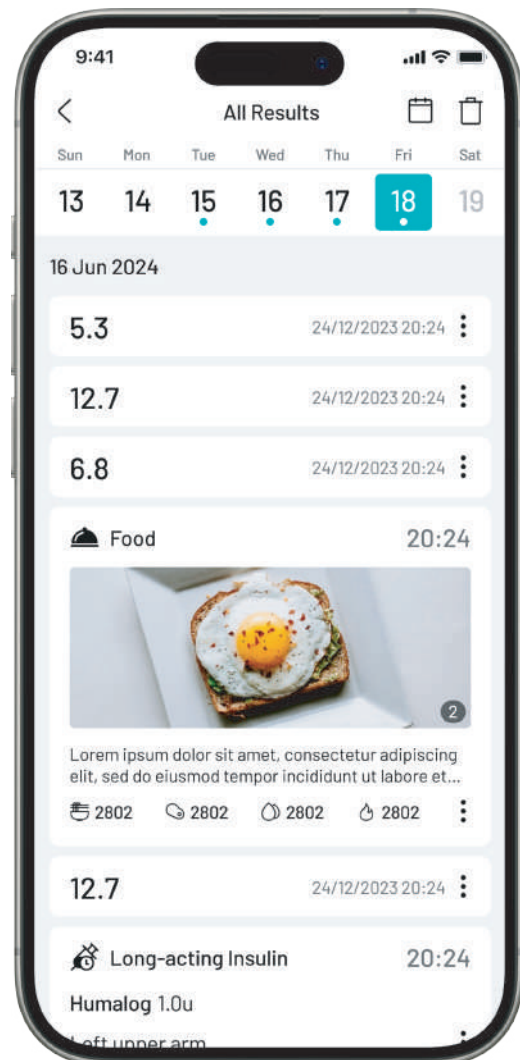 9:41
All Results
Sun Mon Tue Wed Thu Fri Sat
13 14 15 16 17 18 19
16 Jun 2024
5.3 24/12/2023 20:24
12.7 24/12/2023 20:24
6.8 24/12/2023 20:24
Food 20:24
2
Lorem ipsum dolor sit amet, consectetur adipiscing
elit, sed do eiusmod tempor incididunt ut labore et...
2802 2802 2802 2802
12.7 24/12/2023 20:24
Long-acting Insulin 20:24
Humalog 1.0u
Left upper arm